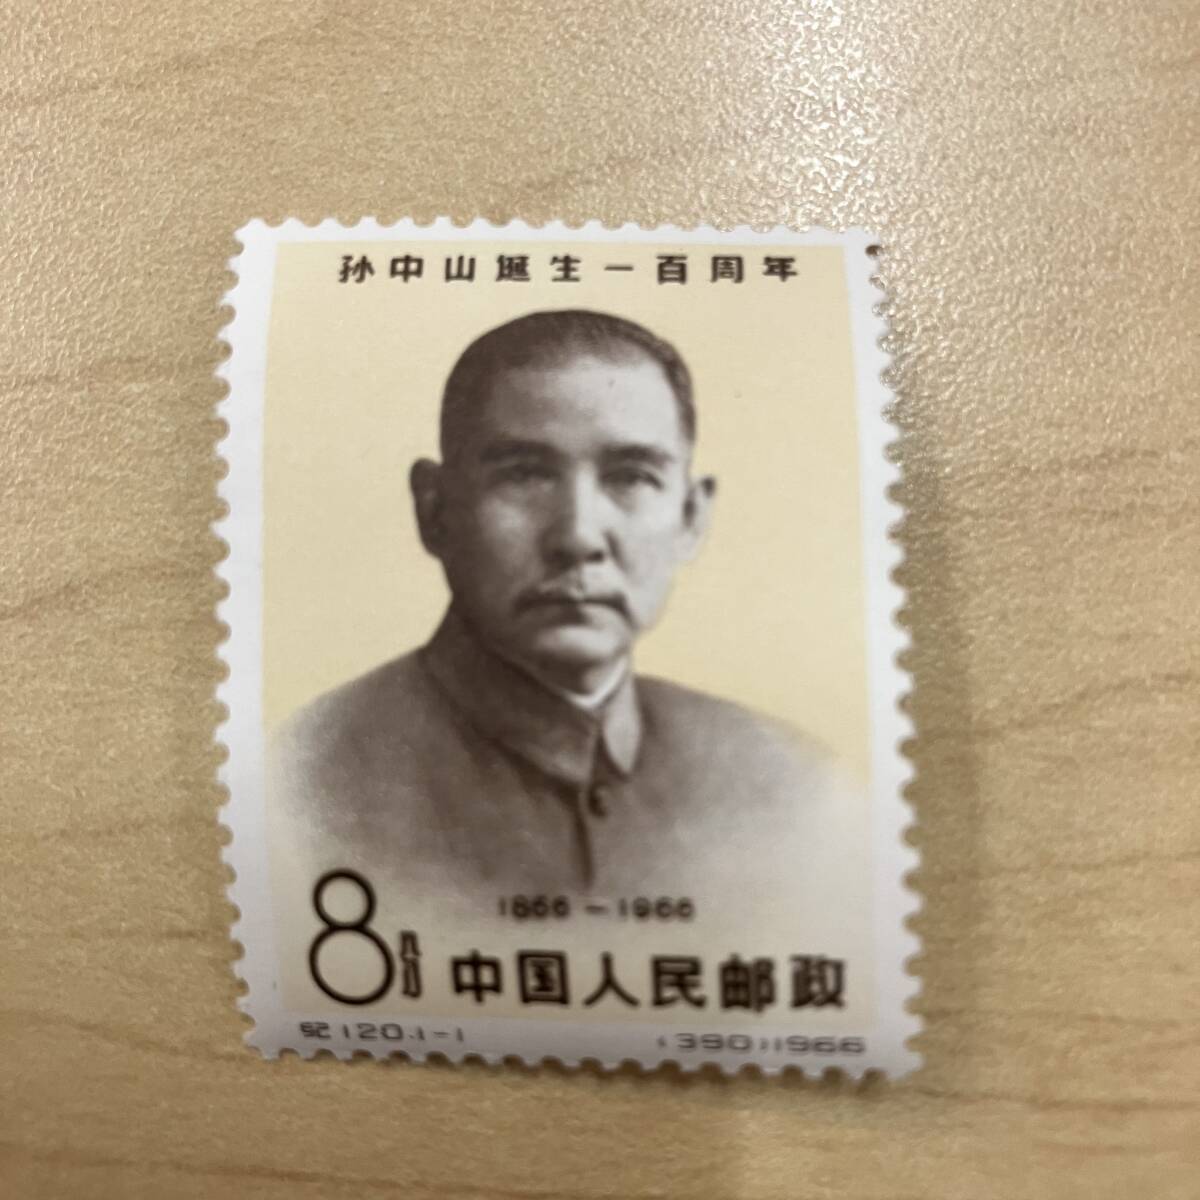 孙中山诞生一百周年
1866-1966
8八分 中国人民邮政
纪120.1-1 (390)1966